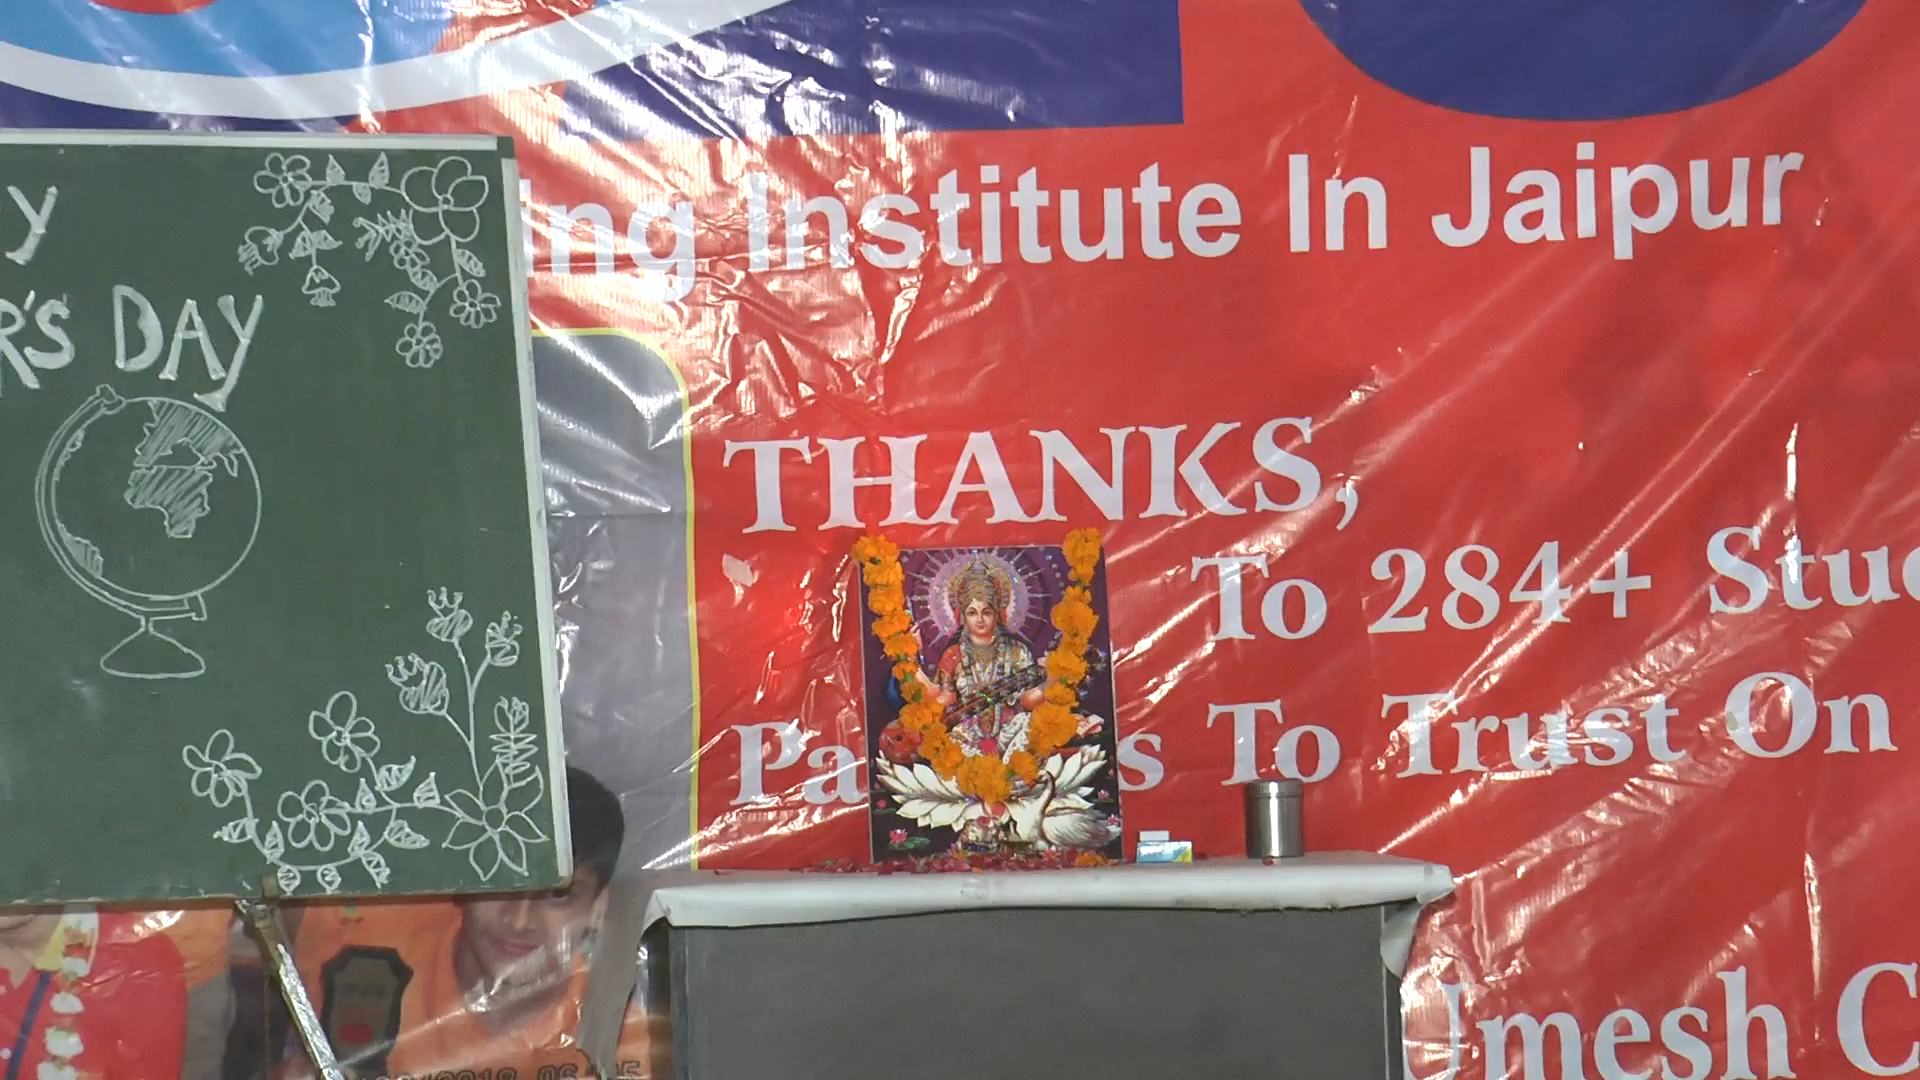 Y
R'S DAY
ing Institute In Jaipur
THANKS,
To 284+ Stu
Pa s To Trust On
Umesh C